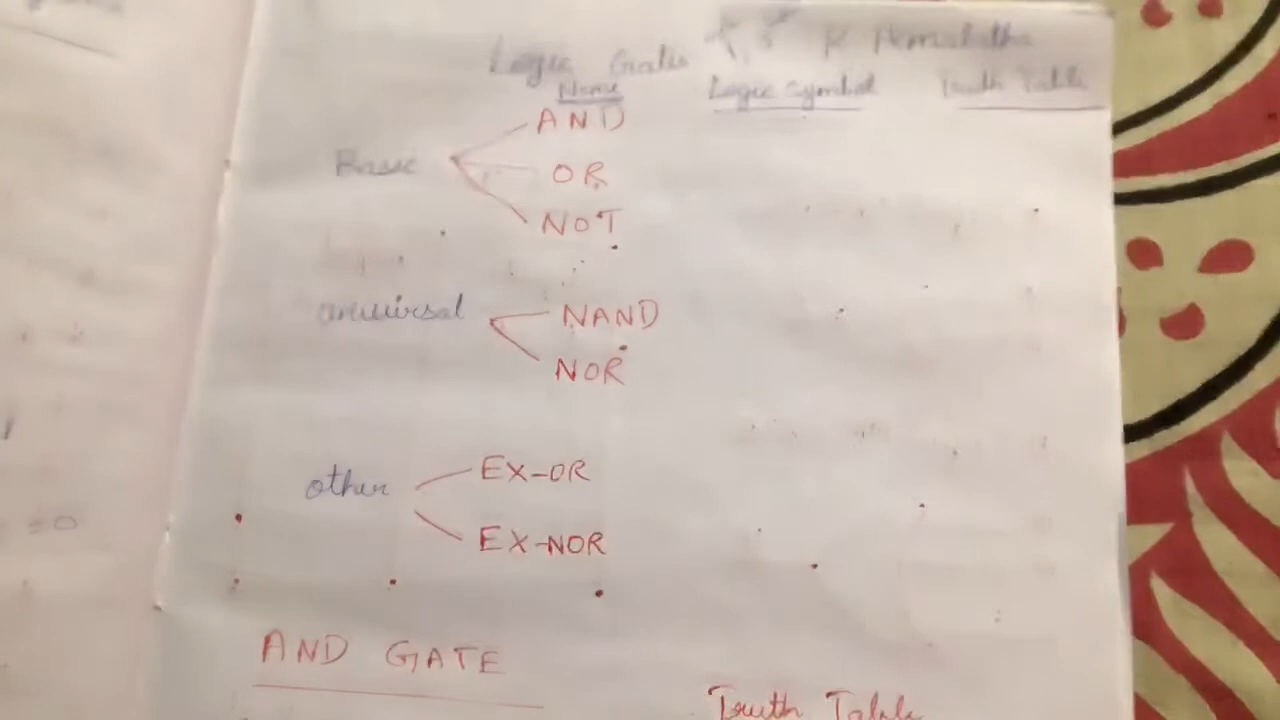 Logic Gates
Name Logic Symbol Truth Table
Basic AND
OR
NOT
universal NAND
NOR
other EX-OR
EX-NOR
=0
AND GATE
Truth Table